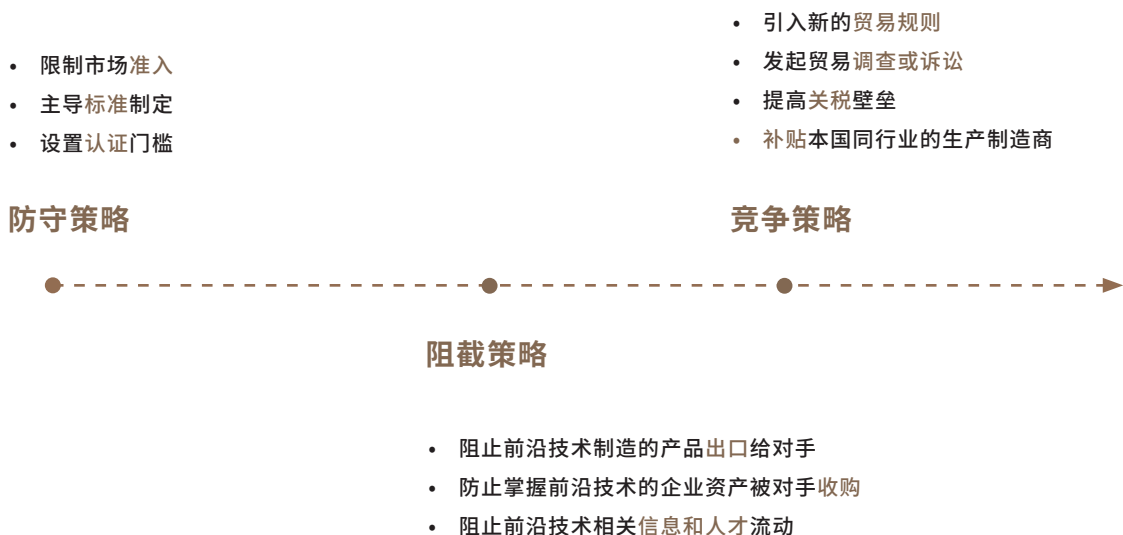 • 限制市场准入
• 主导标准制定
• 设置认证门槛
防守策略
• 引入新的贸易规则
• 发起贸易调查或诉讼
• 提高关税壁垒
• 补贴本国同行业的生产制造商
竞争策略
阻截策略
• 阻止前沿技术制造的产品出口给对手
• 防止掌握前沿技术的企业资产被对手收购
• 阻止前沿技术相关信息和人才流动